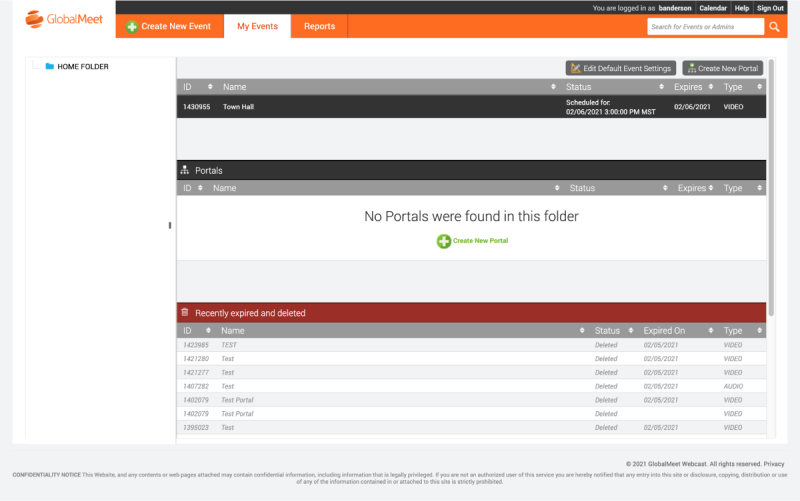 GlobalMeet
You are logged in as banderson Calendar Help Sign Out
Create New Event My Events Reports
Search for Events or Admins
HOME FOLDER
Edit Default Event Settings Create New Portal
ID Name Status Expires Type
1430955 Town Hall Scheduled for: 02/06/2021 3:00:00 PM MST 02/06/2021 VIDEO
Portals
ID Name Status Expires Type
No Portals were found in this folder
Create New Portal
Recently expired and deleted
ID Name Status Expired On Type
1423985 TEST Deleted 02/05/2021 VIDEO
1421280 Test Deleted 02/05/2021 VIDEO
1421277 Test Deleted 02/05/2021 VIDEO
1407282 Test Deleted 02/05/2021 AUDIO
1402079 Test Portal Deleted 02/05/2021 VIDEO
1402079 Test Portal Deleted 02/05/2021 VIDEO
1395023 Test Deleted 02/05/2021 VIDEO
© 2021 GlobalMeet Webcast. All rights reserved. Privacy
CONFIDENTIALITY NOTICE This Website, and any contents or web pages attached may contain confidential information, including information that is legally privileged. If you are not an authorized user of this service you are hereby notified that any entry into this site or disclosure, copying, distribution or use
of any of the information contained in or attached to this site is strictly prohibited.